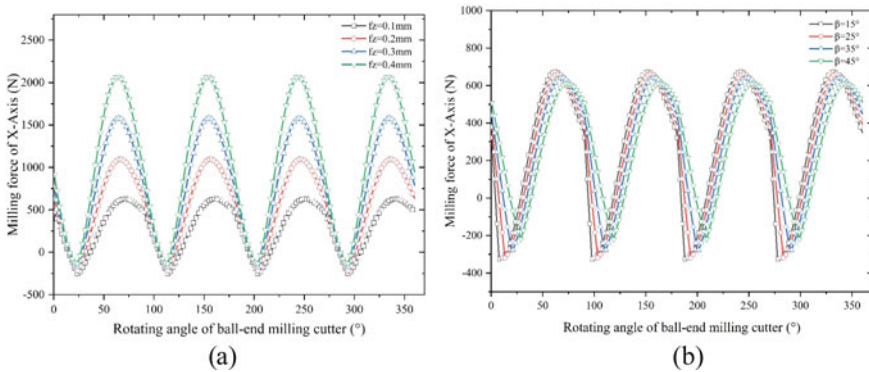 fz=0.1mm
fz=0.2mm
fz=0.3mm
fz=0.4mm
2000
1500
1000
500
0
-500
Milling force of X-Axis (N)
0 50 100 150 200 250 300 350
Rotating angle of ball-end milling cutter (°)
(a)
β=15°
β=25°
β=35°
β=45°
1000
800
600
400
200
0
-200
-400
Milling force of X-Axis (N)
0 50 100 150 200 250 300 350
Rotating angle of ball-end milling cutter (°)
(b)